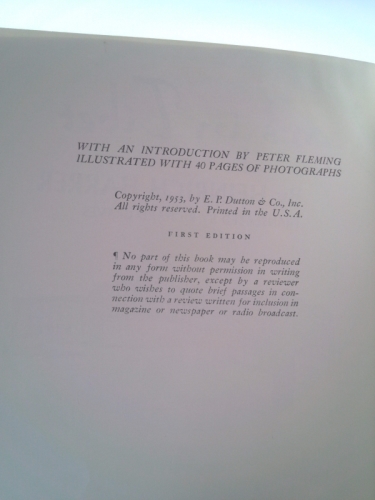 WITH AN INTRODUCTION BY PETER FLEMING
ILLUSTRATED WITH 40 PAGES OF PHOTOGRAPHS
Copyright, 1953, by E. P. Dutton & Co., Inc.
All rights reserved. Printed in the U.S.A.
FIRST EDITION
¶ No part of this book may be reproduced
in any form without permission in writing
from the publisher, except by a reviewer
who wishes to quote brief passages in con-
nection with a review written for inclusion in
magazine or newspaper or radio broadcast.